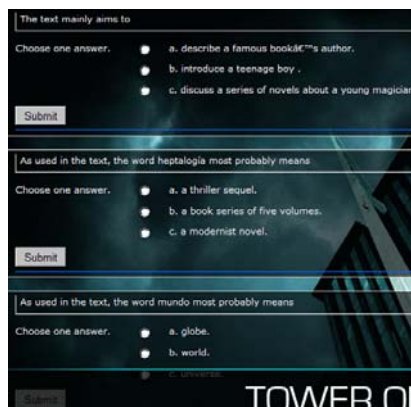 The text mainly aims to
Choose one answer.
a. describe a famous bookâ€™s author.
b. introduce a teenage boy .
c. discuss a series of novels about a young magician
Submit
As used in the text, the word heptalogía most probably means
Choose one answer.
a. a thriller sequel.
b. a book series of five volumes.
c. a modernist novel.
Submit
As used in the text, the word mundo most probably means
Choose one answer.
a. globe.
b. world.
c. universe.
Submit
TOWER O